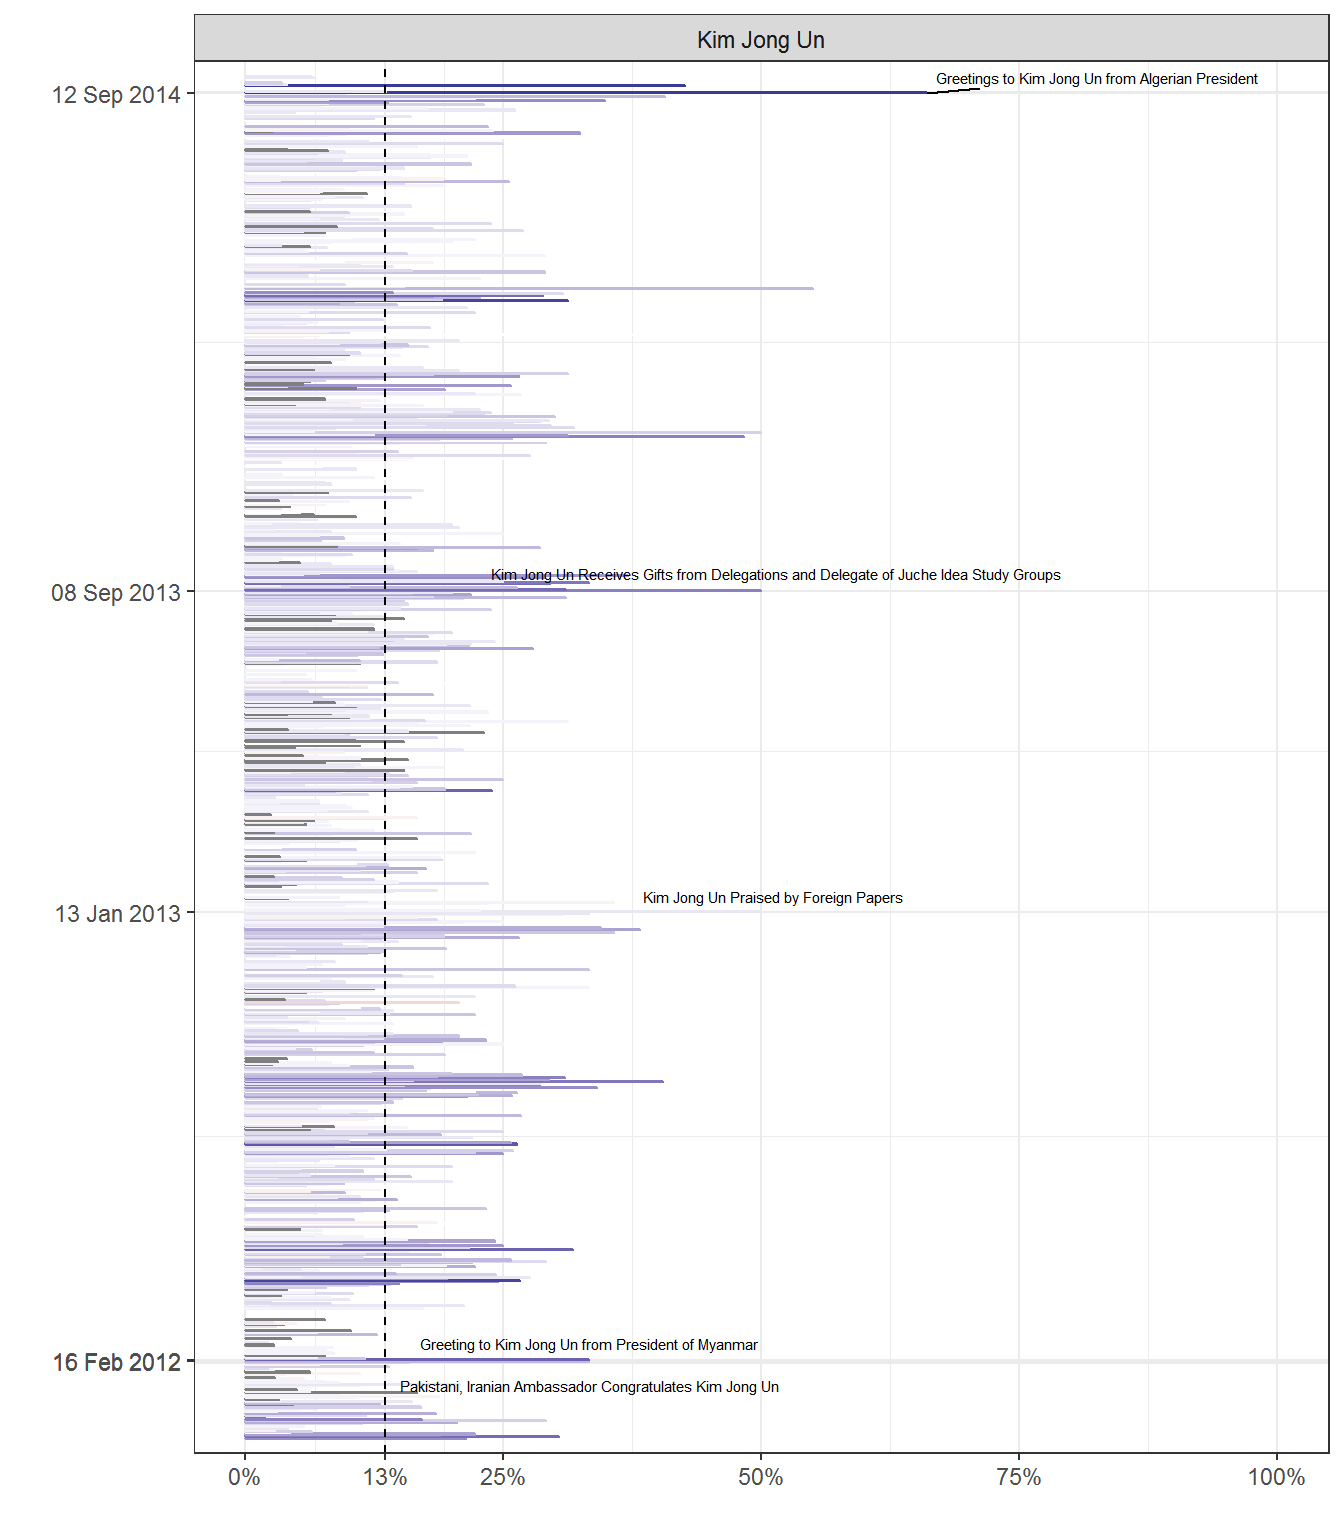 Kim Jong Un
12 Sep 2014
Greetings to Kim Jong Un from Algerian President
08 Sep 2013
Kim Jong Un Receives Gifts from Delegations and Delegate of Juche Idea Study Groups
13 Jan 2013
Kim Jong Un Praised by Foreign Papers
Greeting to Kim Jong Un from President of Myanmar
16 Feb 2012
Pakistani, Iranian Ambassador Congratulates Kim Jong Un
0% 13% 25% 50% 75% 100%